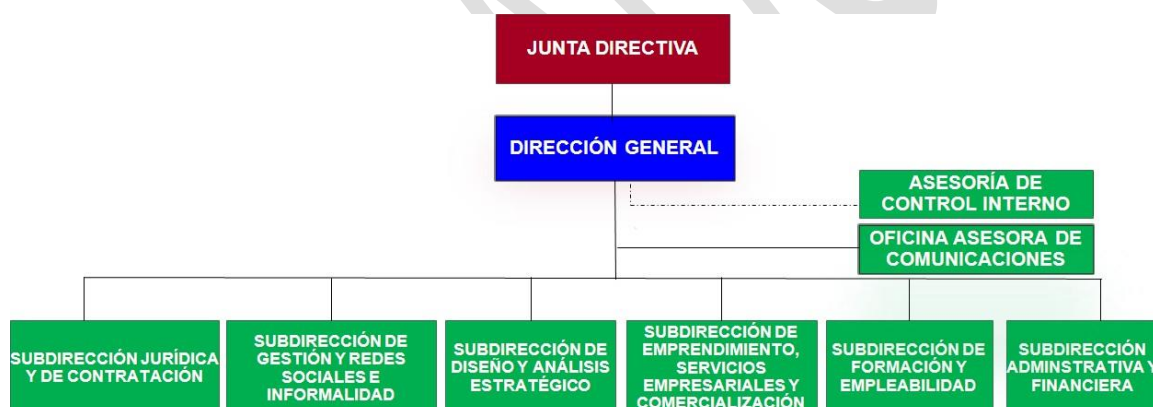 JUNTA DIRECTIVA
DIRECCIÓN GENERAL
ASESORÍA DE
CONTROL INTERNO
OFICINA ASESORA DE
COMUNICACIONES
SUBDIRECCIÓN JURÍDICA
Y DE CONTRATACIÓN
SUBDIRECCIÓN DE
GESTIÓN Y REDES
SOCIALES E
INFORMALIDAD
SUBDIRECCIÓN DE
DISEÑO Y ANÁLISIS
ESTRATÉGICO
SUBDIRECCIÓN DE
EMPRENDIMIENTO,
SERVICIOS
EMPRESARIALES Y
COMERCIALIZACIÓN
SUBDIRECCIÓN DE
FORMACIÓN Y
EMPLEABILIDAD
SUBDIRECCIÓN
ADMINSTRATIVA Y
FINANCIERA